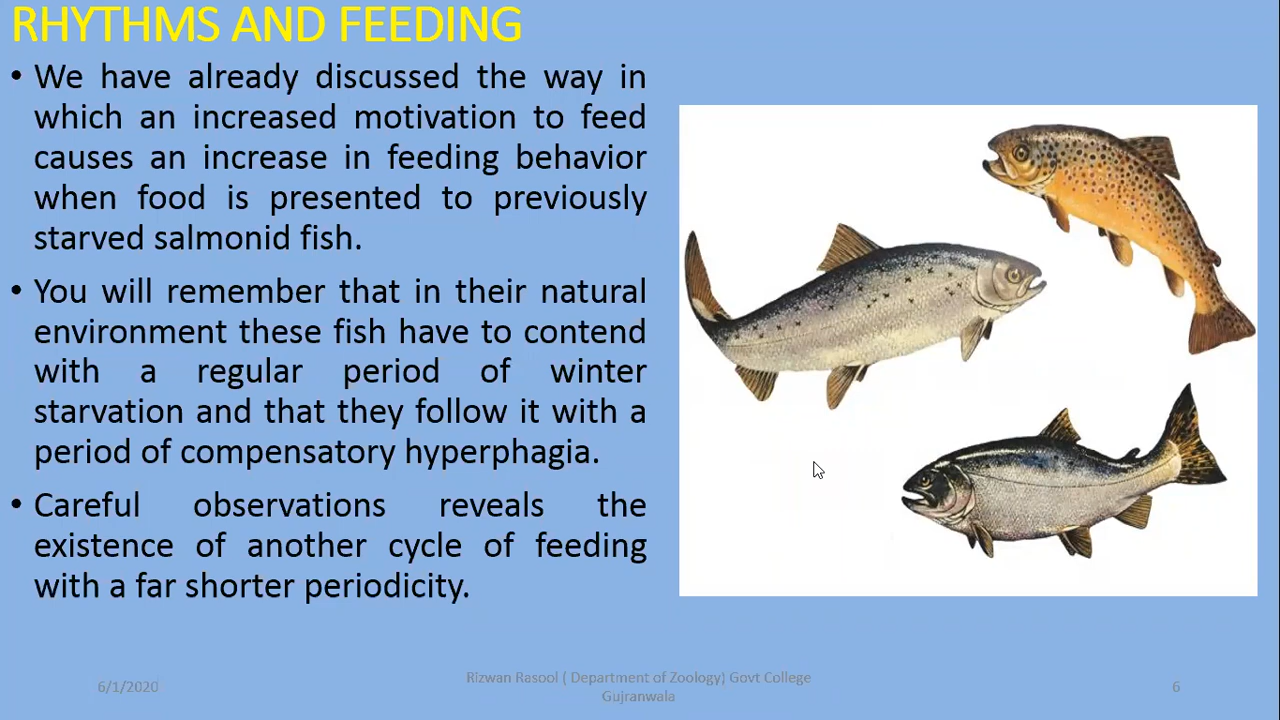 RHYTHMS AND FEEDING
• We have already discussed the way in
which an increased motivation to feed
causes an increase in feeding behavior
when food is presented to previously
starved salmonid fish.
• You will remember that in their natural
environment these fish have to contend
with a regular period of winter
starvation and that they follow it with a
period of compensatory hyperphagia.
• Careful observations reveals the
existence of another cycle of feeding
with a far shorter periodicity.
6/1/2020
Rizwan Rasool ( Department of Zoology) Govt College
Gujranwala
6